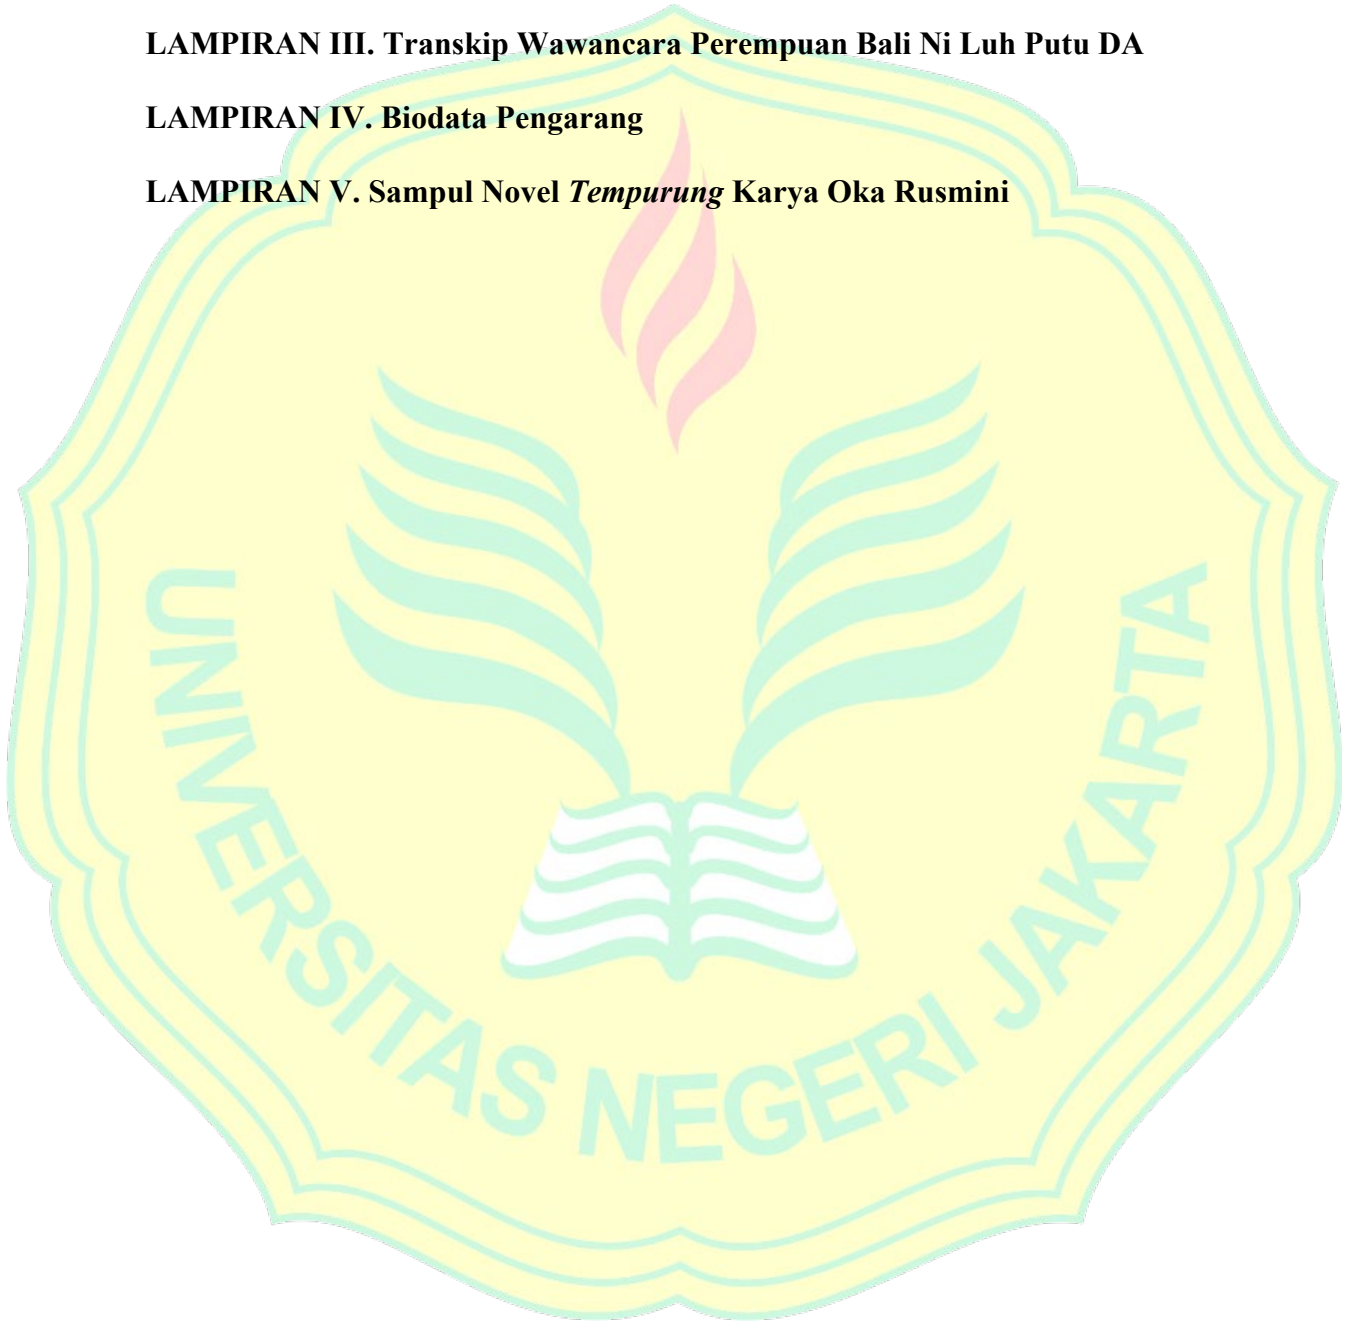 LAMPIRAN III. Transkip Wawancara Perempuan Bali Ni Luh Putu DA
LAMPIRAN IV. Biodata Pengarang
LAMPIRAN V. Sampul Novel Tempurung Karya Oka Rusmini
UNIVERSITAS NEGERI JAKARTA